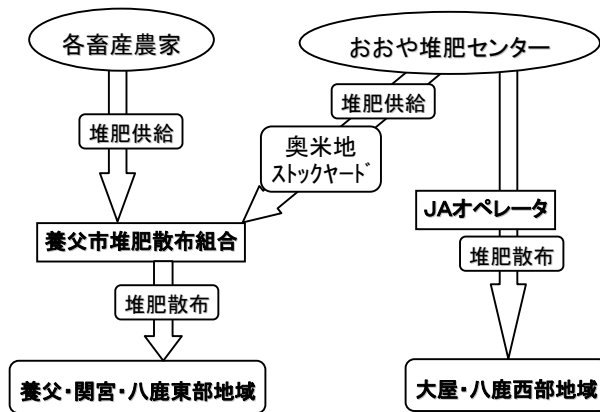 各畜産農家
おおや堆肥センター
堆肥供給
堆肥供給
奥米地
ｽﾄｯｸﾔｰﾄﾞ
JAオペレータ
養父市堆肥散布組合
堆肥散布
堆肥散布
養父・関宮・八鹿東部地域
大屋・八鹿西部地域